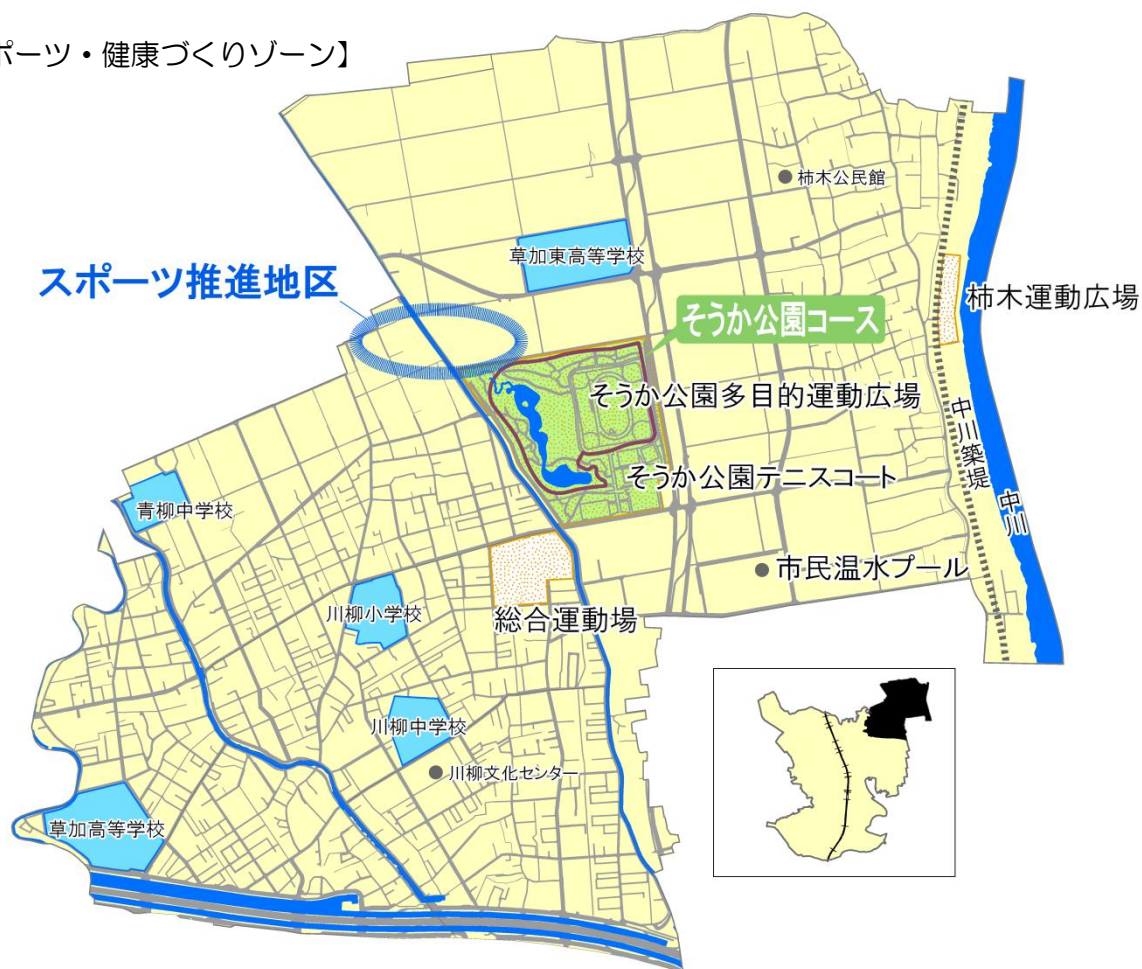 ポーツ・健康づくりゾーン】
柿木公民館
草加東高等学校
スポーツ推進地区
柿木運動広場
そうか公園コース
そうか公園多目的運動広場
中川築堤
そうか公園テニスコート
中川
青柳中学校
市民温水プール
川柳小学校
総合運動場
川柳中学校
川柳文化センター
草加高等学校